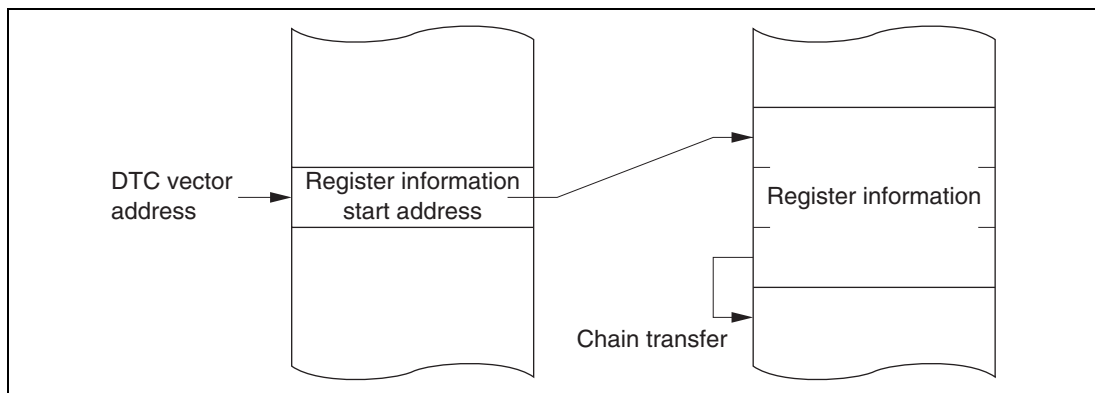 DTC vector
address
Register information
start address
Register information
Chain transfer